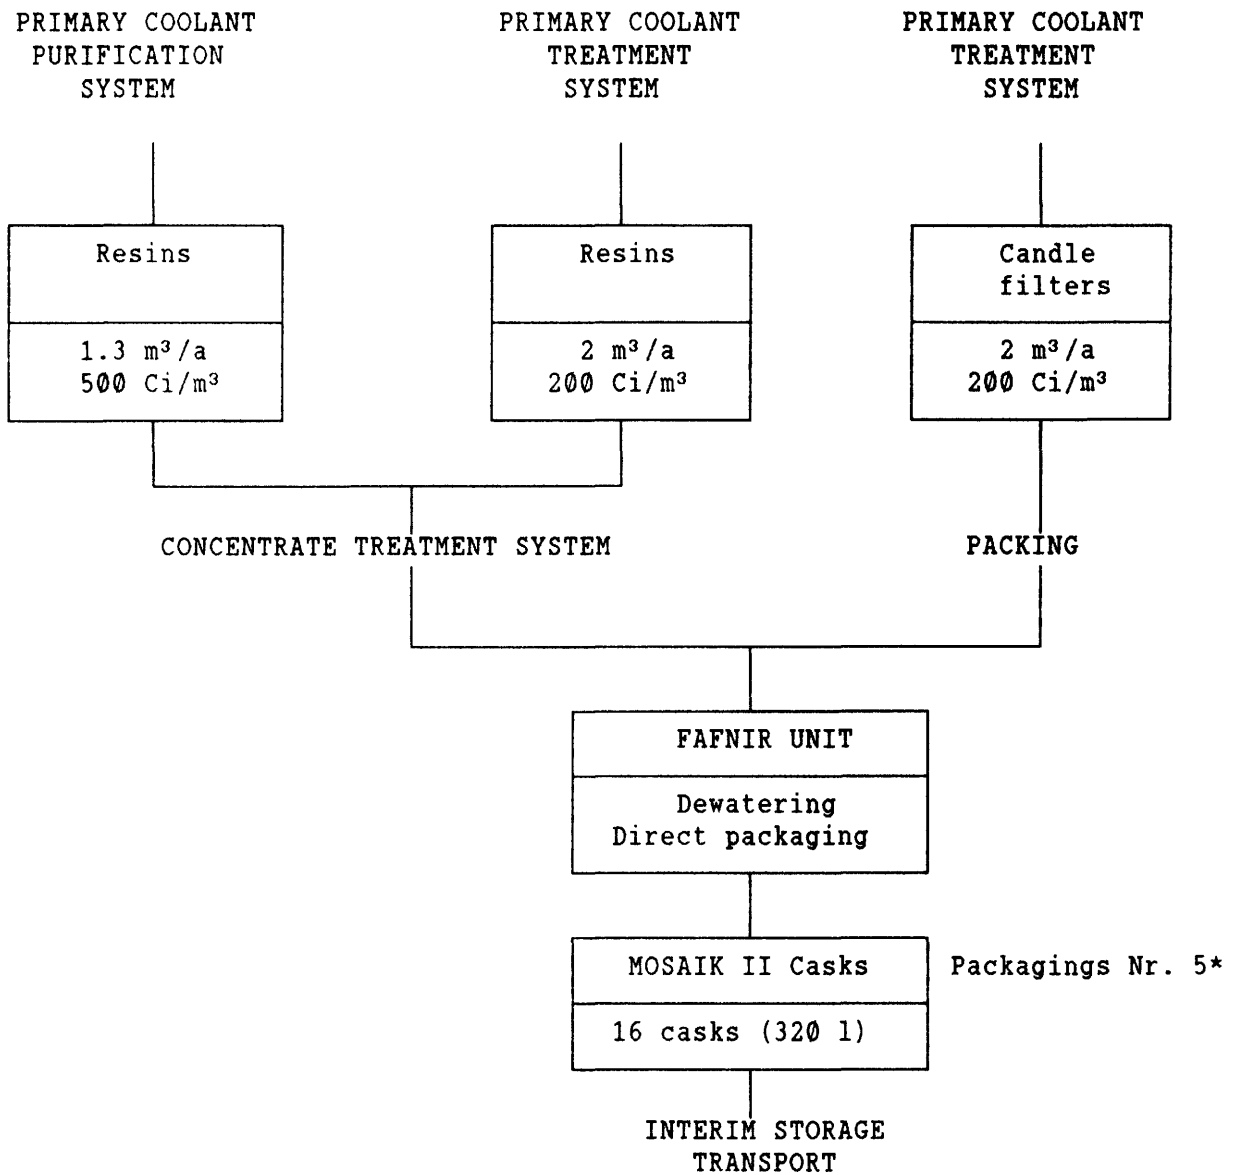 PRIMARY COOLANT
PURIFICATION
SYSTEM
PRIMARY COOLANT
TREATMENT
SYSTEM
PRIMARY COOLANT
TREATMENT
SYSTEM
Resins
1.3 m³/a
500 Ci/m³
Resins
2 m³/a
200 Ci/m³
Candle
filters
2 m³/a
200 Ci/m³
CONCENTRATE TREATMENT SYSTEM
PACKING
FAFNIR UNIT
Dewatering
Direct packaging
MOSAIK II Casks
Packagings Nr. 5*
16 casks (320 l)
INTERIM STORAGE
TRANSPORT